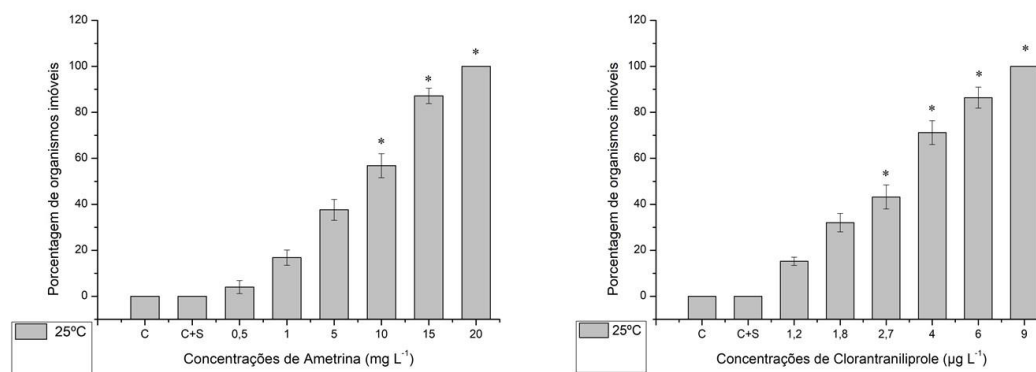 120
100
80
60
40
20
0
Porcentagem de organismos imóveis
* * *
C C+S 0,5 1 5 10 15 20
25ºC
Concentrações de Ametrina (mg L⁻¹)
120
100
80
60
40
20
0
Porcentagem de organismos imóveis
* * * *
C C+S 1,2 1,8 2,7 4 6 9
25ºC
Concentrações de Clorantraniliprole (µg L⁻¹)